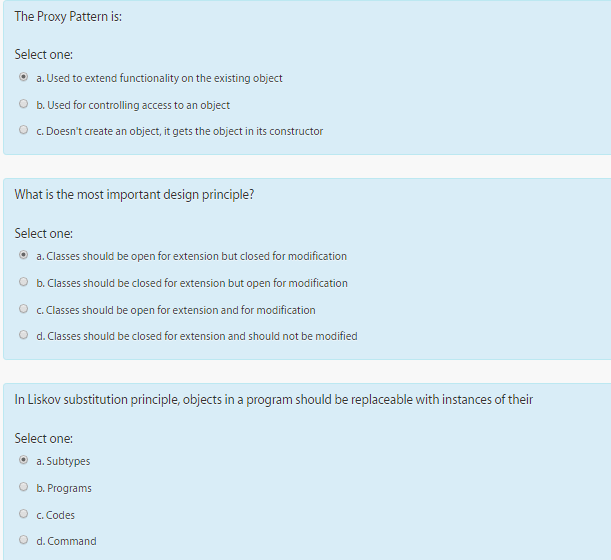 The Proxy Pattern is:
Select one:
a. Used to extend functionality on the existing object
b. Used for controlling access to an object
c. Doesn't create an object, it gets the object in its constructor
What is the most important design principle?
Select one:
a. Classes should be open for extension but closed for modification
b. Classes should be closed for extension but open for modification
c. Classes should be open for extension and for modification
d. Classes should be closed for extension and should not be modified
In Liskov substitution principle, objects in a program should be replaceable with instances of their
Select one:
a. Subtypes
b. Programs
c. Codes
d. Command